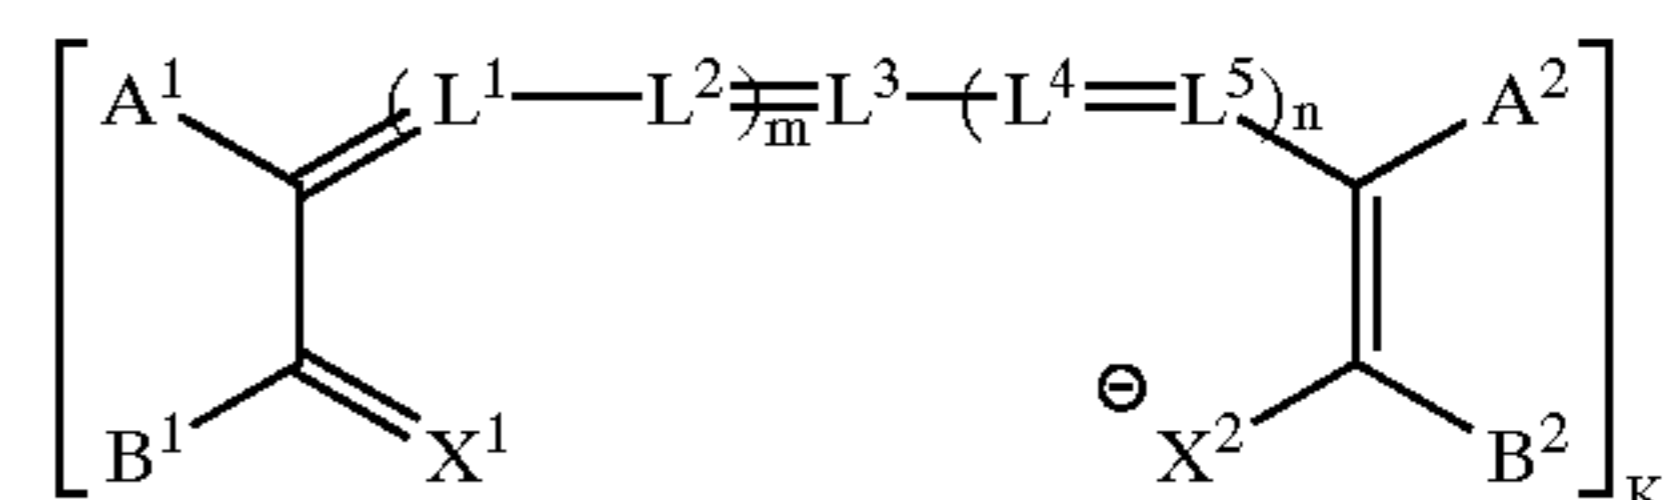 [ A¹ ( L¹ — L² )m = L³ — ( L⁴ = L⁵ )n A² ]K
B¹ X¹ ⊖ X² B²